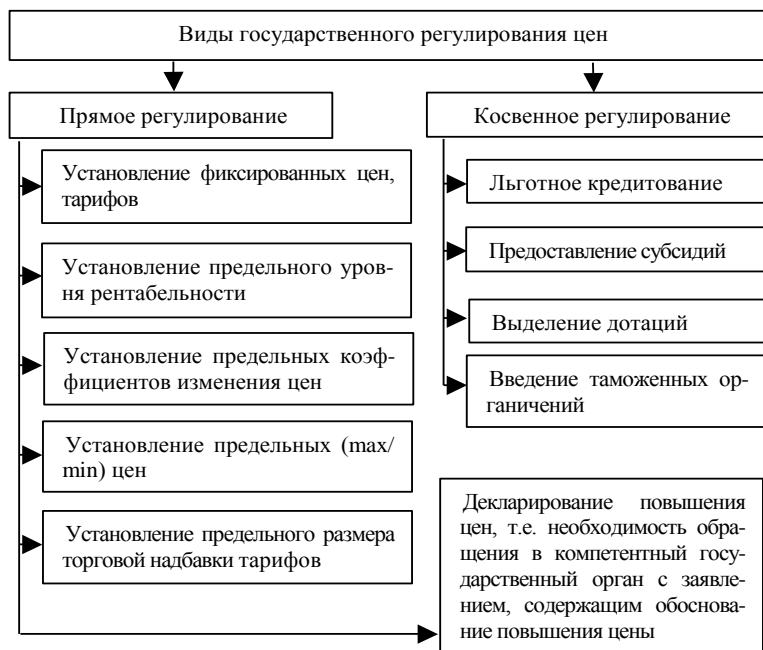 Виды государственного регулирования цен
Прямое регулирование
Косвенное регулирование
Установление фиксированных цен,
тарифов
Установление предельного уров-
ня рентабельности
Установление предельных коэф-
фициентов изменения цен
Установление предельных (max/
min) цен
Установление предельного размера
торговой надбавки тарифов
Льготное кредитование
Предоставление субсидий
Выделение дотаций
Введение таможенных ор-
ганичений
Декларирование повышения
цен, т.е. необходимость обра-
щения в компетентный госу-
дарственный орган с заявле-
нием, содержащим обоснова-
ние повышения цены